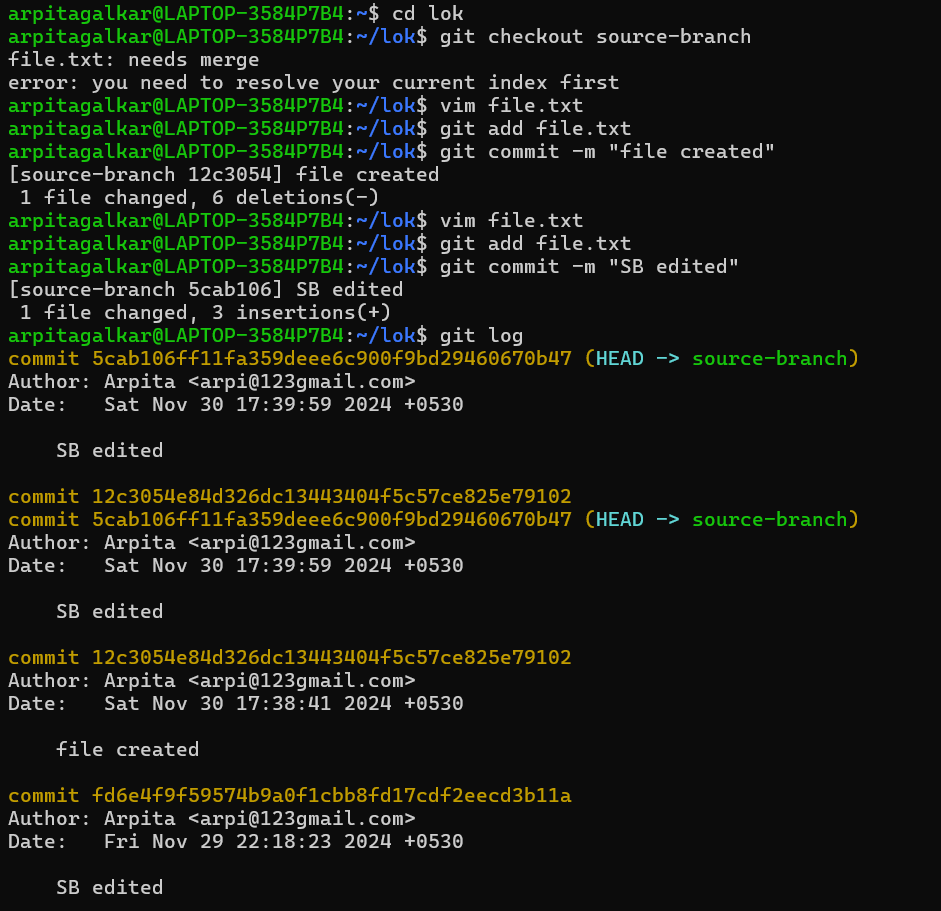 arpitagalkar@LAPTOP-3584P7B4:~$ cd lok
arpitagalkar@LAPTOP-3584P7B4:~/lok$ git checkout source-branch
file.txt: needs merge
error: you need to resolve your current index first
arpitagalkar@LAPTOP-3584P7B4:~/lok$ vim file.txt
arpitagalkar@LAPTOP-3584P7B4:~/lok$ git add file.txt
arpitagalkar@LAPTOP-3584P7B4:~/lok$ git commit -m "file created"
[source-branch 12c3054] file created
 1 file changed, 6 deletions(-)
arpitagalkar@LAPTOP-3584P7B4:~/lok$ vim file.txt
arpitagalkar@LAPTOP-3584P7B4:~/lok$ git add file.txt
arpitagalkar@LAPTOP-3584P7B4:~/lok$ git commit -m "SB edited"
[source-branch 5cab106] SB edited
 1 file changed, 3 insertions(+)
arpitagalkar@LAPTOP-3584P7B4:~/lok$ git log
commit 5cab106ff11fa359deee6c900f9bd29460670b47 (HEAD -> source-branch)
Author: Arpita <arpi@123gmail.com>
Date:   Sat Nov 30 17:39:59 2024 +0530

    SB edited

commit 12c3054e84d326dc13443404f5c57ce825e79102
commit 5cab106ff11fa359deee6c900f9bd29460670b47 (HEAD -> source-branch)
Author: Arpita <arpi@123gmail.com>
Date:   Sat Nov 30 17:39:59 2024 +0530

    SB edited

commit 12c3054e84d326dc13443404f5c57ce825e79102
Author: Arpita <arpi@123gmail.com>
Date:   Sat Nov 30 17:38:41 2024 +0530

    file created

commit fd6e4f9f59574b9a0f1cbb8fd17cdf2eecd3b11a
Author: Arpita <arpi@123gmail.com>
Date:   Fri Nov 29 22:18:23 2024 +0530

    SB edited